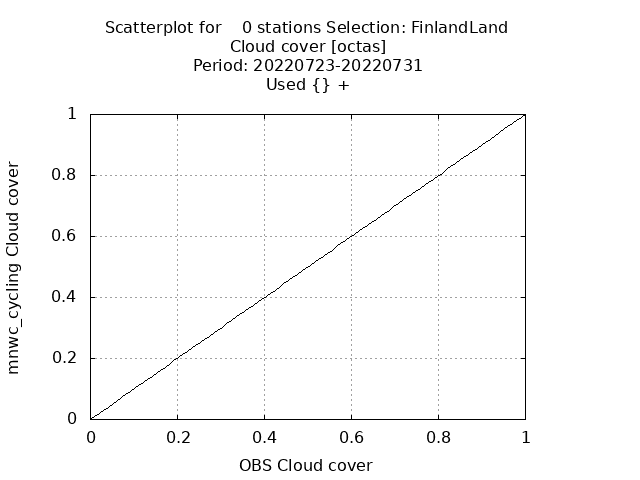 Scatterplot for    0 stations Selection: FinlandLand
Cloud cover [octas]
Period: 20220723-20220731
Used {} +
1
0.8
0.6
0.4
0.2
0
mnwc_cycling Cloud cover
0 0.2 0.4 0.6 0.8 1
OBS Cloud cover